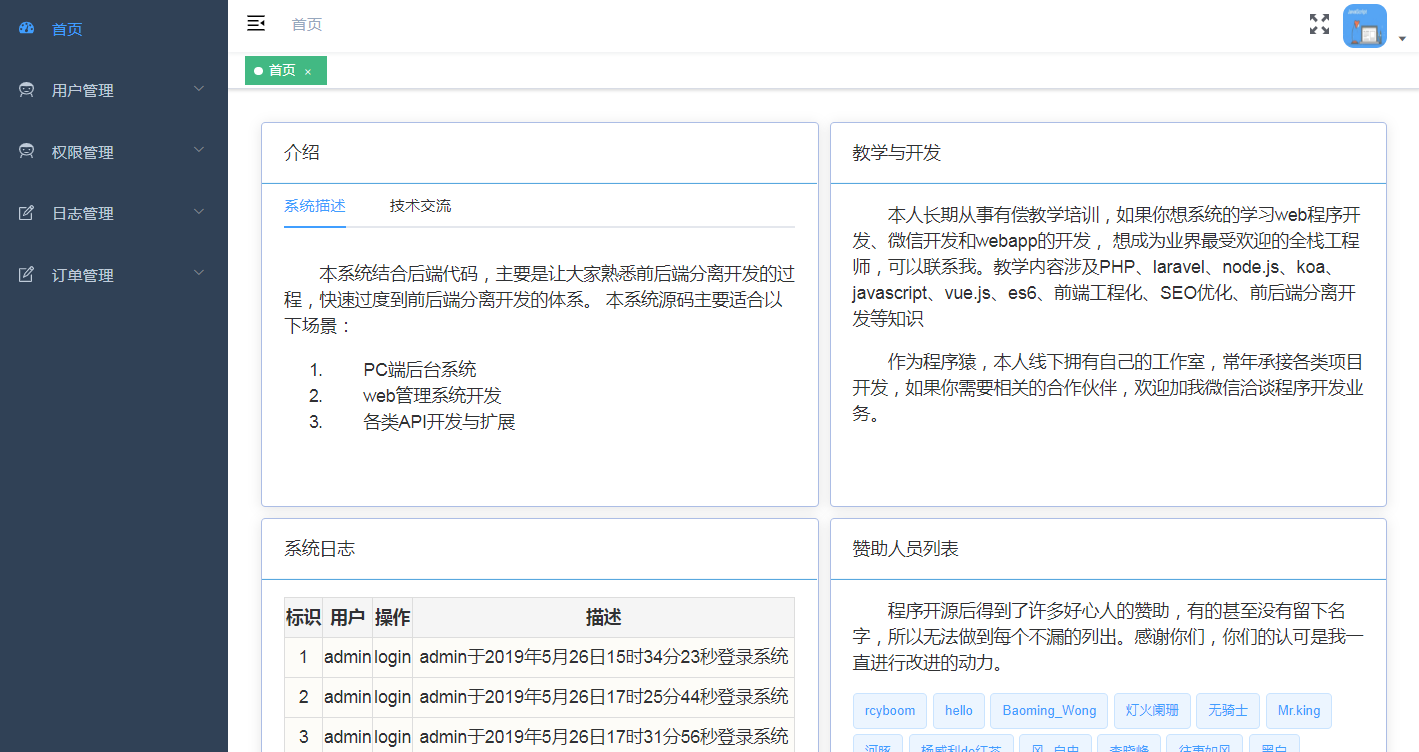 首页
用户管理
权限管理
日志管理
订单管理
首页
首页 ×
介绍
系统描述 技术交流
本系统结合后端代码，主要是让大家熟悉前后端分离开发的过
程，快速过度到前后端分离开发的体系。 本系统源码主要适合以
下场景：
1. PC端后台系统
2. web管理系统开发
3. 各类API开发与扩展
教学与开发
本人长期从事有偿教学培训，如果你想系统的学习web程序开
发、微信开发和webapp的开发， 想成为业界最受欢迎的全栈工程
师，可以联系我。教学内容涉及PHP、laravel、node.js、koa、
javascript、vue.js、es6、前端工程化、SEO优化、前后端分离开
发等知识
作为程序猿，本人线下拥有自己的工作室，常年承接各类项目
开发，如果你需要相关的合作伙伴，欢迎加我微信洽谈程序开发业
务。
系统日志
标识 用户 操作 描述
1 admin login admin于2019年5月26日15时34分23秒登录系统
2 admin login admin于2019年5月26日17时25分44秒登录系统
3 admin login admin于2019年5月26日17时31分56秒登录系统
赞助人员列表
程序开源后得到了许多好心人的赞助，有的甚至没有留下名
字，所以无法做到每个不漏的列出。感谢你们，你们的认可是我一
直进行改进的动力。
rcyboom hello Baoming_Wong 灯火阑珊 无骑士 Mr.king
河豚 杨威利de红茶 风_自由 李晓峰 往事如风 黑白